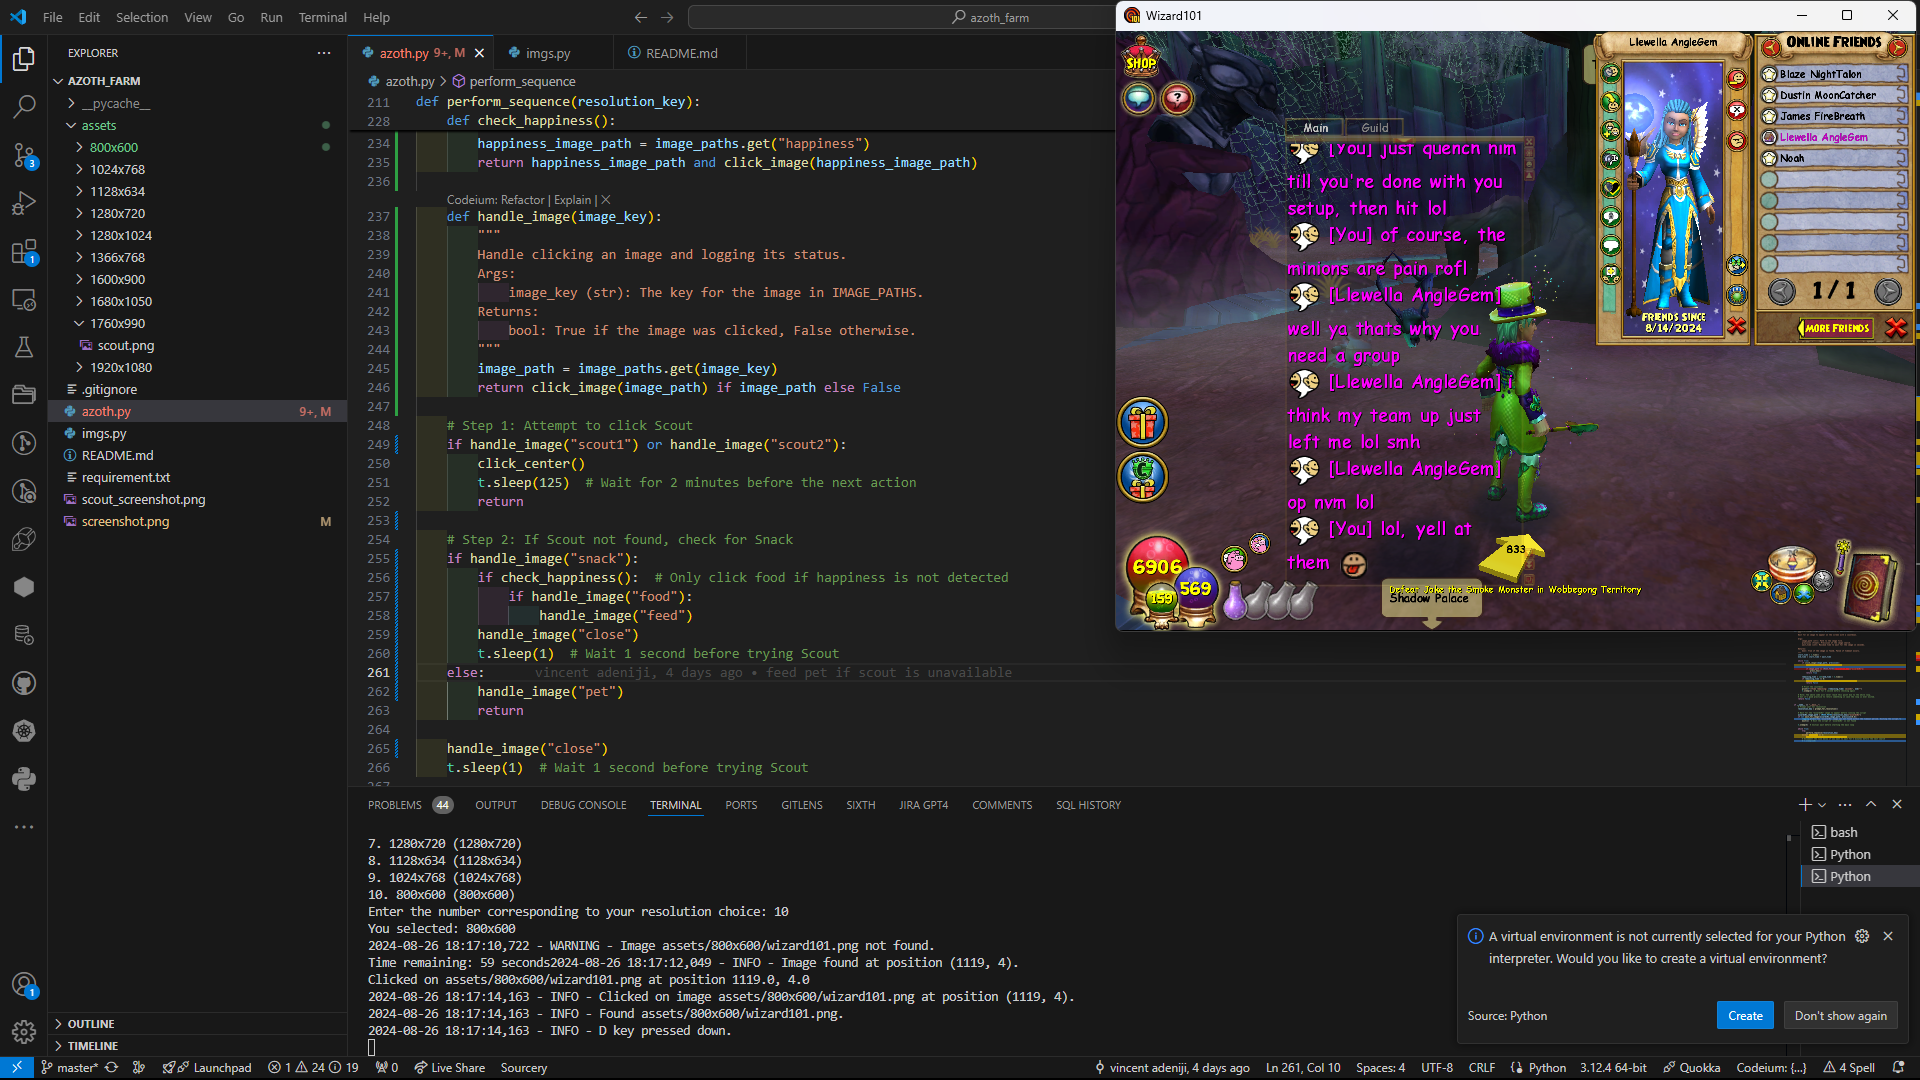 File Edit Selection View Go Run Terminal Help
azoth_farm
EXPLORER
AZOTH_FARM
__pycache__
assets
800x600
1024x768
1128x634
1280x720
1280x1024
1366x768
1600x900
1680x1050
1760x990
scout.png
1920x1080
.gitignore
azoth.py 9+, M
imgs.py
README.md
requirement.txt
scout_screenshot.png
screenshot.png M
OUTLINE
TIMELINE
3
1
1
azoth.py 9+, M
imgs.py
README.md
azoth.py > perform_sequence
211 def perform_sequence(resolution_key):
228 def check_happiness():
234 happiness_image_path = image_paths.get("happiness")
235 return happiness_image_path and click_image(happiness_image_path)
236
Codeium: Refactor | Explain | X
237 def handle_image(image_key):
238 """
239 Handle clicking an image and logging its status.
240 Args:
241 image_key (str): The key for the image in IMAGE_PATHS.
242 Returns:
243 bool: True if the image was clicked, False otherwise.
244 """
245 image_path = image_paths.get(image_key)
246 return click_image(image_path) if image_path else False
247
248 # Step 1: Attempt to click Scout
249 if handle_image("scout1") or handle_image("scout2"):
250 click_center()
251 t.sleep(125)  # Wait for 2 minutes before the next action
252 return
253
254 # Step 2: If Scout not found, check for Snack
255 if handle_image("snack"):
256 if check_happiness():  # Only click food if happiness is not detected
257 if handle_image("food"):
258 handle_image("feed")
259 handle_image("close")
260 t.sleep(1)  # Wait 1 second before trying Scout
261 else: vincent adeniji, 4 days ago • feed pet if scout is unavailable
262 handle_image("pet")
263 return
264
265 handle_image("close")
266 t.sleep(1)  # Wait 1 second before trying Scout
267
PROBLEMS 44 OUTPUT DEBUG CONSOLE TERMINAL PORTS GITLENS SIXTH JIRA GPT4 COMMENTS SQL HISTORY
7. 1280x720 (1280x720)
8. 1128x634 (1128x634)
9. 1024x768 (1024x768)
10. 800x600 (800x600)
Enter the number corresponding to your resolution choice: 10
You selected: 800x600
2024-08-26 18:17:10,722 - WARNING - Image assets/800x600/wizard101.png not found.
Time remaining: 59 seconds2024-08-26 18:17:12,049 - INFO - Image found at position (1119, 4).
Clicked on assets/800x600/wizard101.png at position 1119.0, 4.0
2024-08-26 18:17:14,163 - INFO - Clicked on image assets/800x600/wizard101.png at position (1119, 4).
2024-08-26 18:17:14,163 - INFO - Found assets/800x600/wizard101.png.
2024-08-26 18:17:14,163 - INFO - D key pressed down.
bash
Python
Python
A virtual environment is not currently selected for your Python
interpreter. Would you like to create a virtual environment?
Source: Python
Create
Don't show again
master* Launchpad 1 24 19 0 Live Share Sourcery
vincent adeniji, 4 days ago Ln 261, Col 10 Spaces: 4 UTF-8 CRLF Python 3.12.4 64-bit Quokka Codeium: {...} 4 Spell
Wizard101
SHOP
Main Guild
[You] just quench him
till you're done with you
setup, then hit lol
[You] of course, the
minions are pain rofl
[Llewella AngleGem]
well ya thats why you
need a group
[Llewella AngleGem]
think my team up just
left me lol smh
[Llewella AngleGem]
op nvm lol
[You] lol, yell at
them
Llewella AngleGem
FRIENDS SINCE
8/14/2024
ONLINE FRIENDS
Blaze NightTalon
Dustin MoonCatcher
James FireBreath
Llewella AngleGem
Noah
1 / 1
MORE FRIENDS
6906
569
159
833
Defeat Jake the Smoke Monster in Wobbegong Territory
Shadow Palace